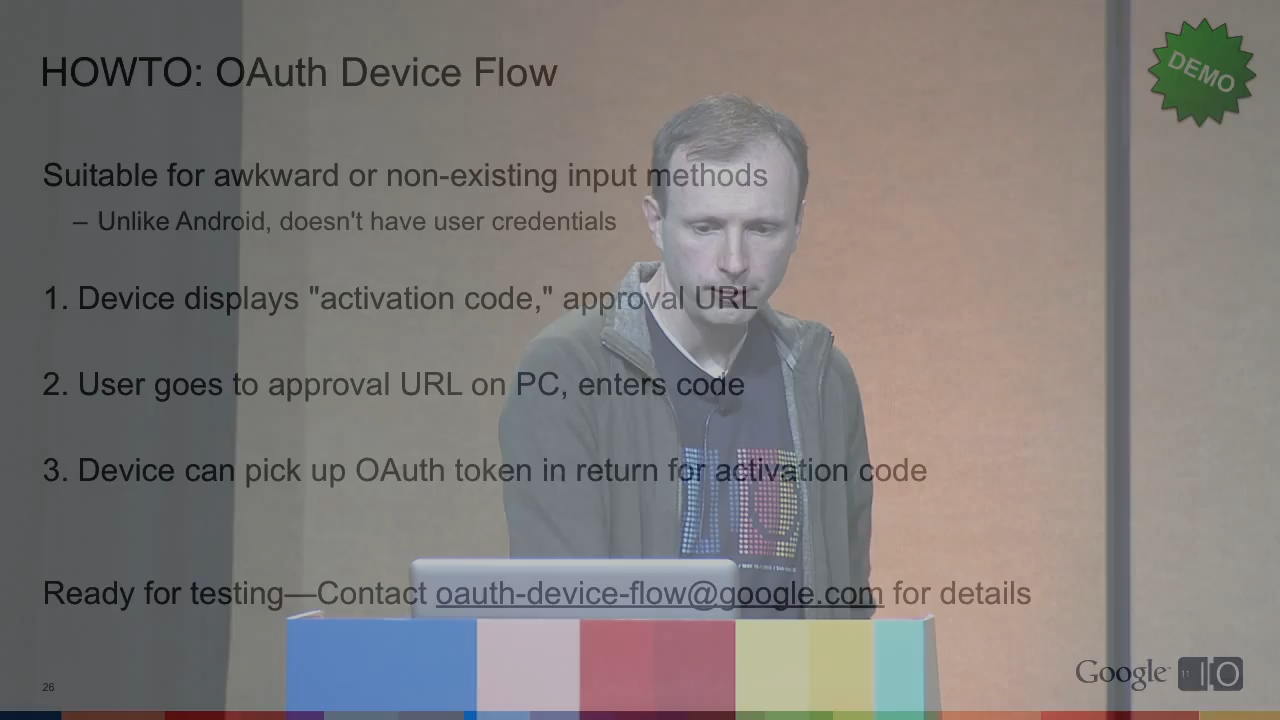 HOWTO: OAuth Device Flow
DEMO
Suitable for awkward or non-existing input methods
– Unlike Android, doesn't have user credentials
1. Device displays "activation code," approval URL
2. User goes to approval URL on PC, enters code
3. Device can pick up OAuth token in return for activation code
Ready for testing—Contact oauth-device-flow@google.com for details
26
Google 11 IO